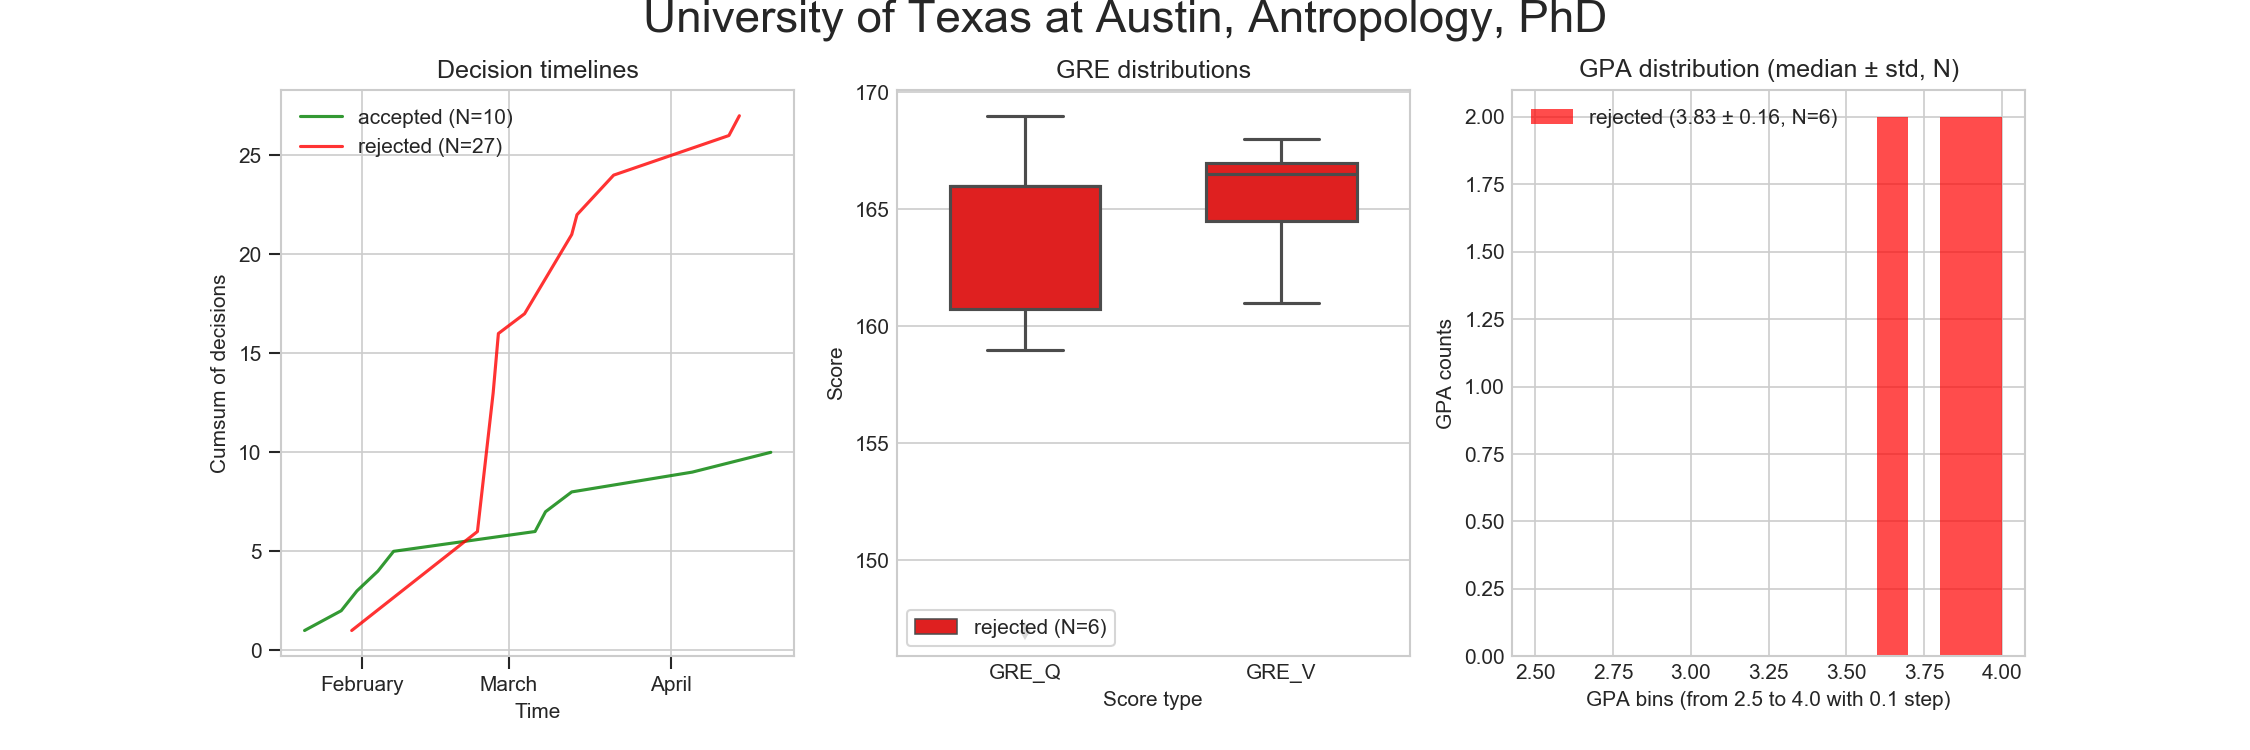 University of Texas at Austin, Antropology, PhD
Decision timelines
accepted (N=10)
rejected (N=27)
25
20
15
10
5
0
Cumsum of decisions
February March April
Time
GRE distributions
170
165
160
155
150
Score
rejected (N=6)
GRE_Q GRE_V
Score type
GPA distribution (median ± std, N)
rejected (3.83 ± 0.16, N=6)
2.00
1.75
1.50
1.25
1.00
0.75
0.50
0.25
0.00
GPA counts
2.50 2.75 3.00 3.25 3.50 3.75 4.00
GPA bins (from 2.5 to 4.0 with 0.1 step)